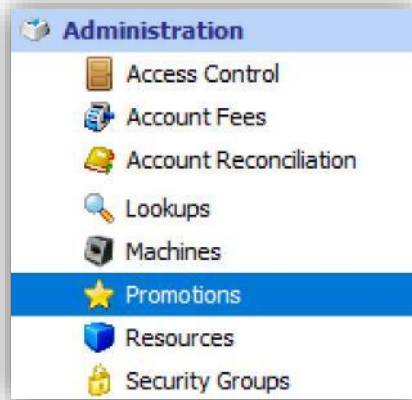 Administration
Access Control
Account Fees
Account Reconciliation
Lookups
Machines
Promotions
Resources
Security Groups